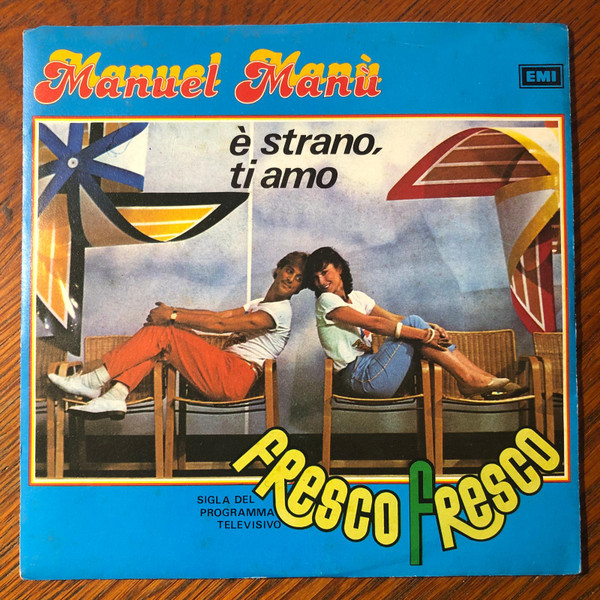 Manuel Manù
EMI
è strano,
ti amo
SIGLA DEL
PROGRAMMA
TELEVISIVO
fresco fresco